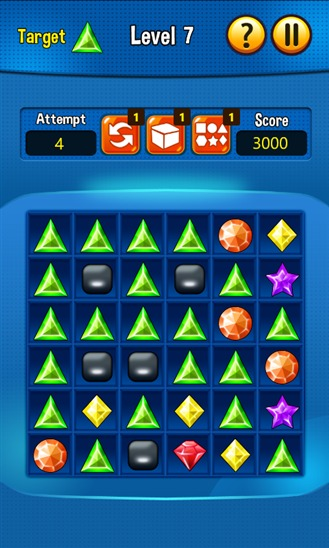 Target Level 7 ?
Attempt 1 1 1 Score
4 3000